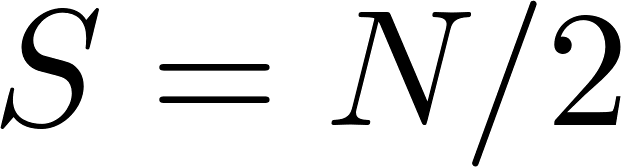 S = N/2